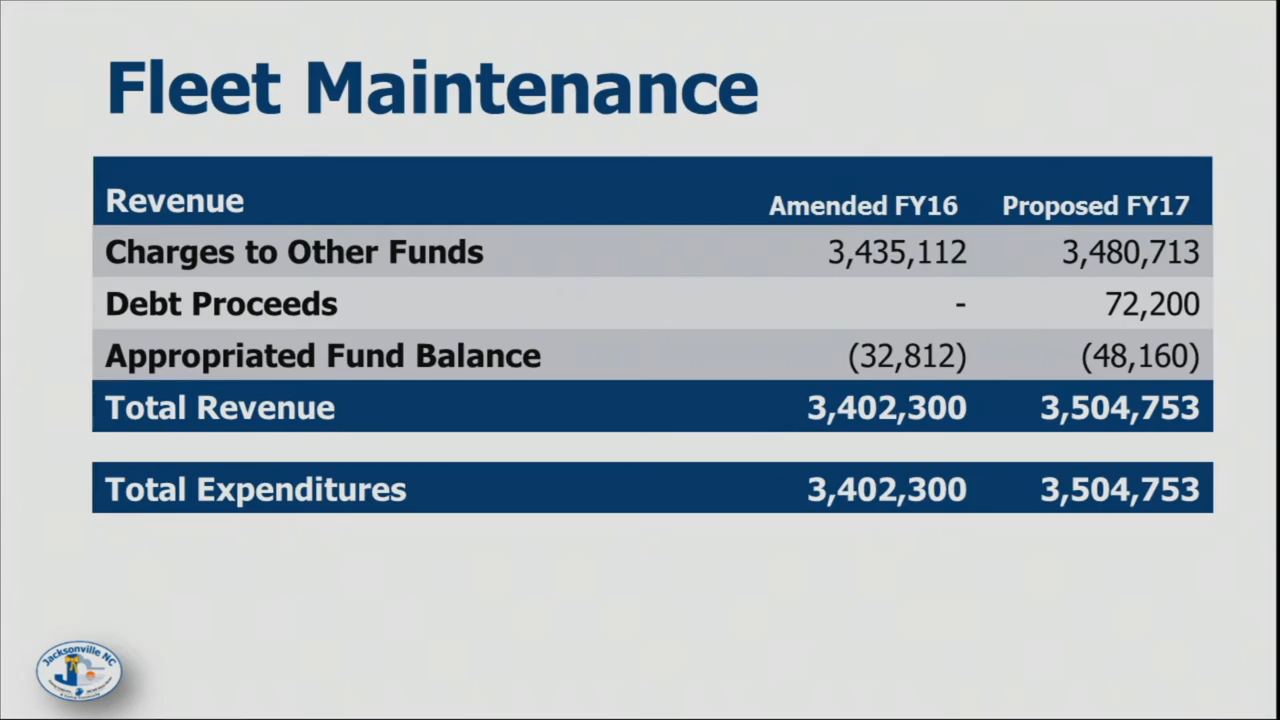 Fleet Maintenance
Revenue Amended FY16 Proposed FY17
Charges to Other Funds 3,435,112 3,480,713
Debt Proceeds - 72,200
Appropriated Fund Balance (32,812) (48,160)
Total Revenue 3,402,300 3,504,753
Total Expenditures 3,402,300 3,504,753
Jacksonville NC